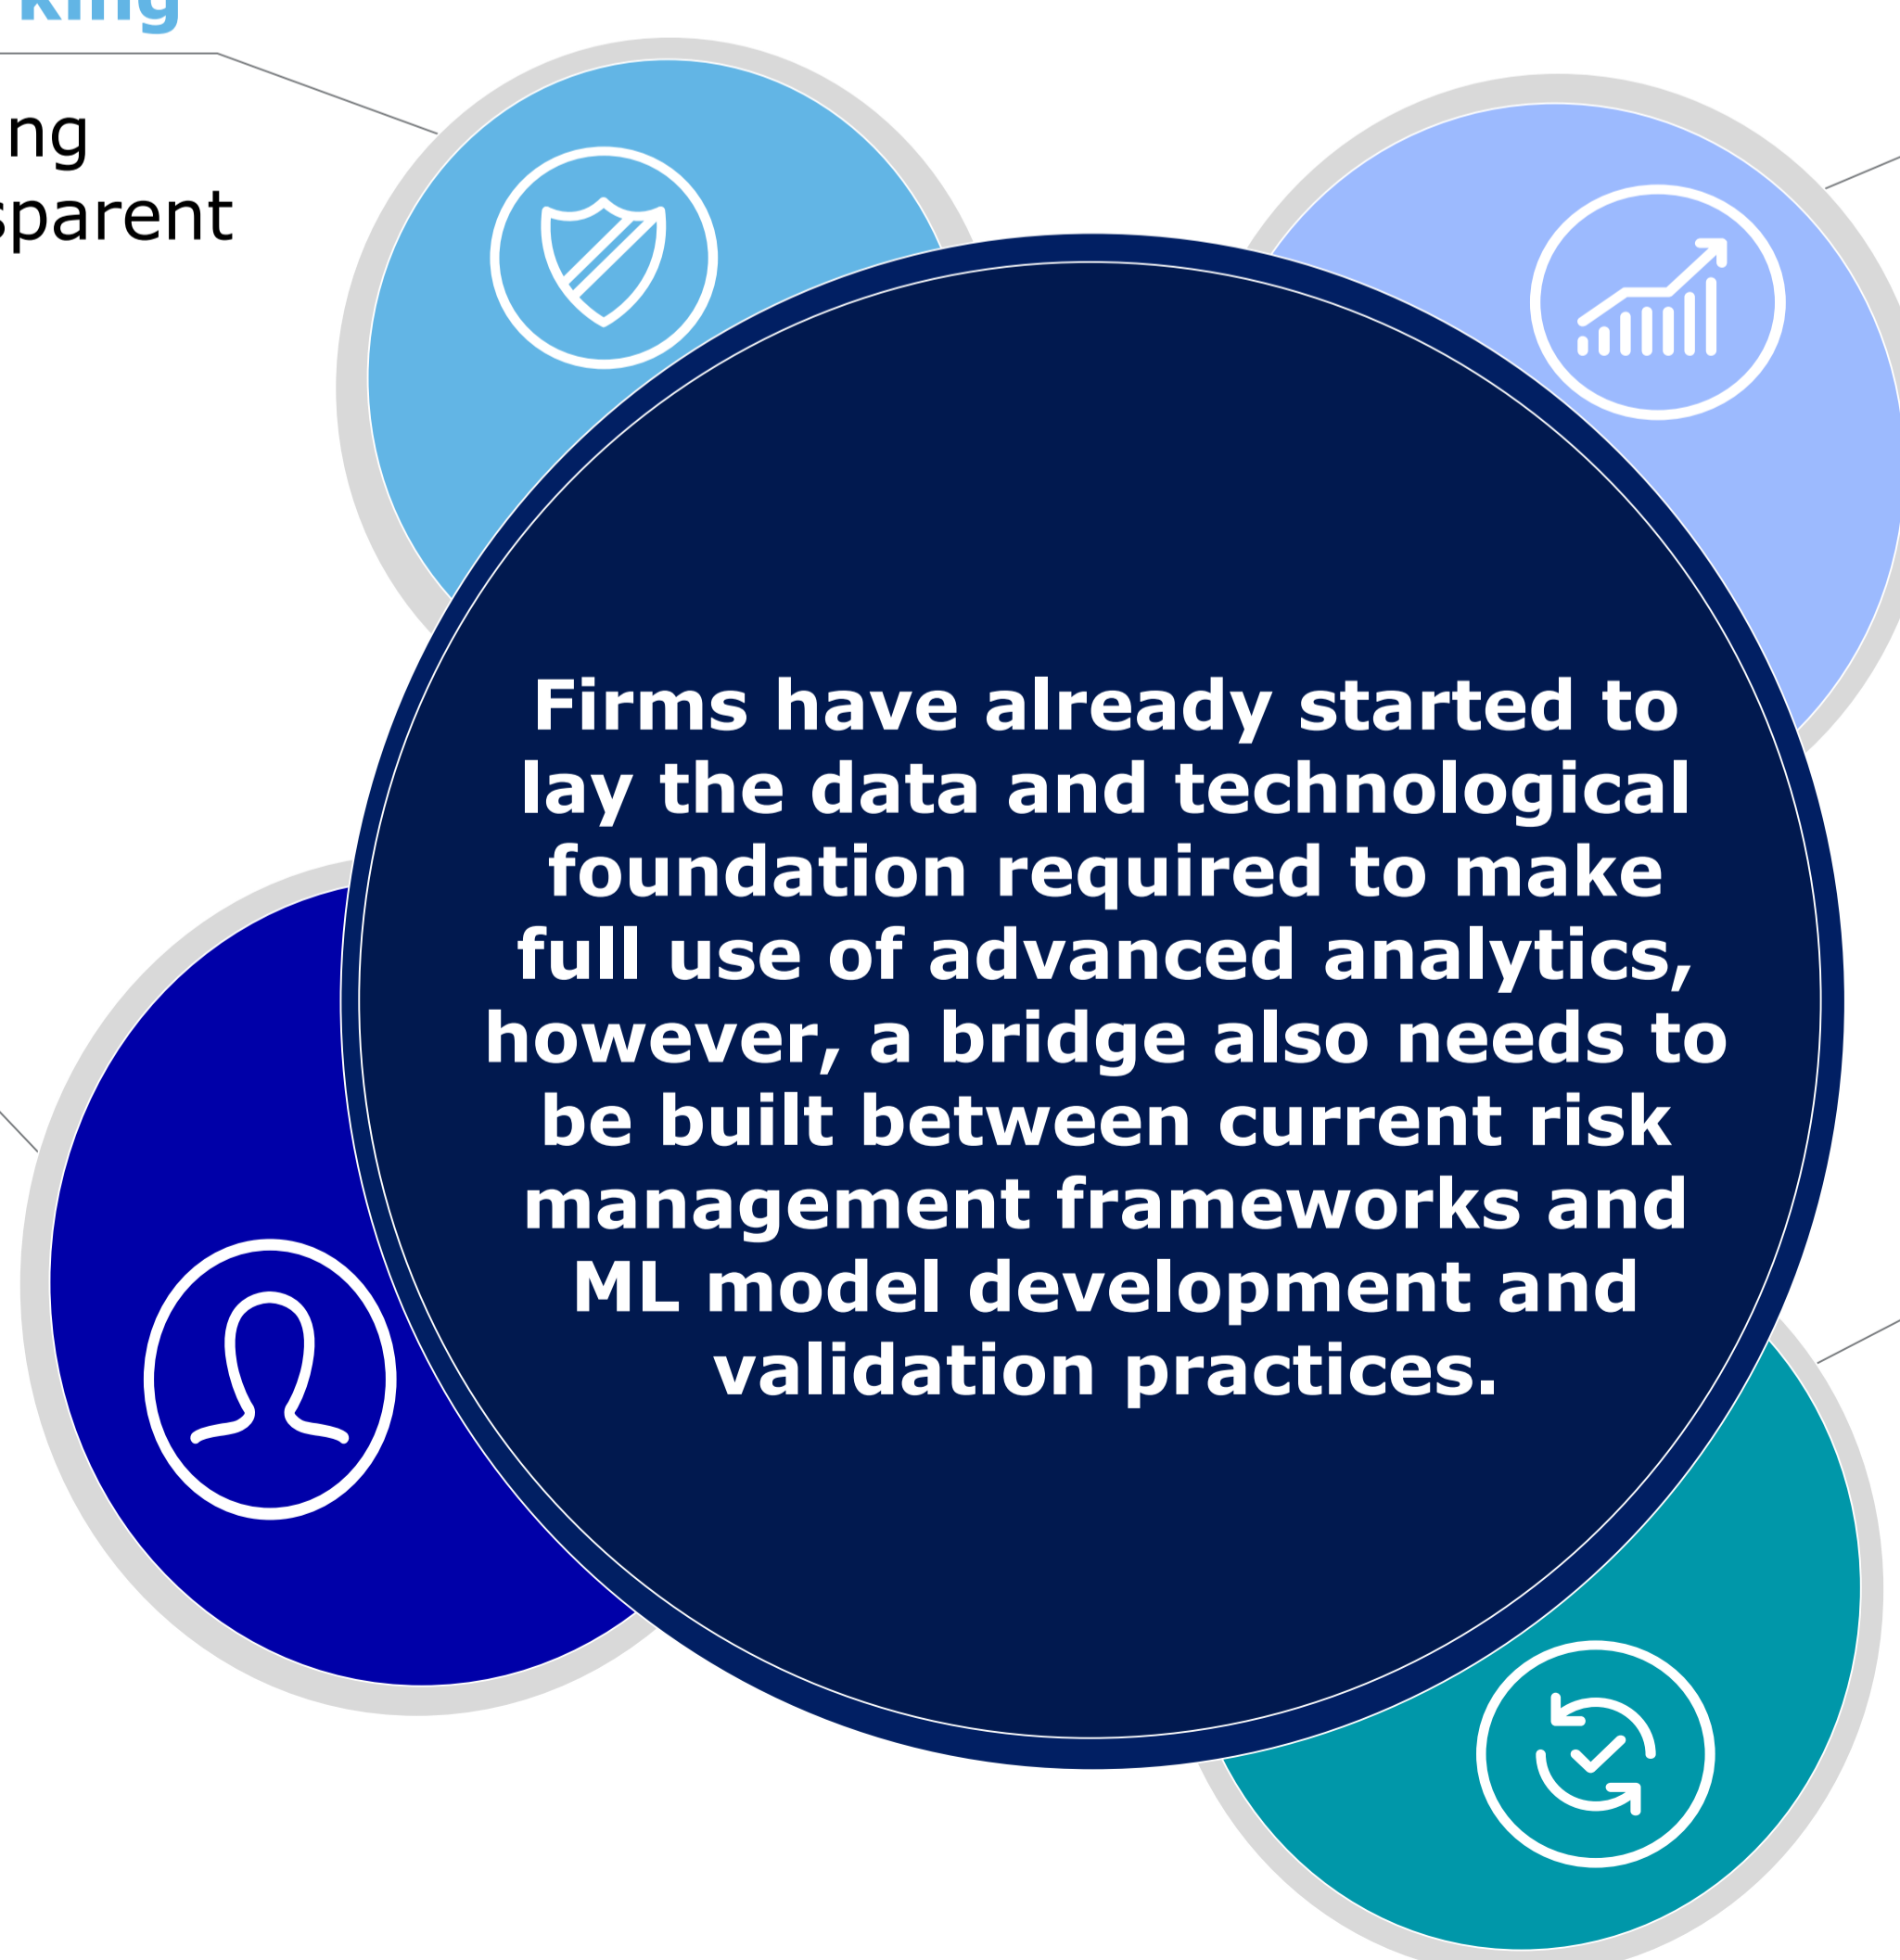 ng
Firms have already started to
lay the data and technological
foundation required to make
full use of advanced analytics,
however, a bridge also needs to
be built between current risk
management frameworks and
ML model development and
validation practices.